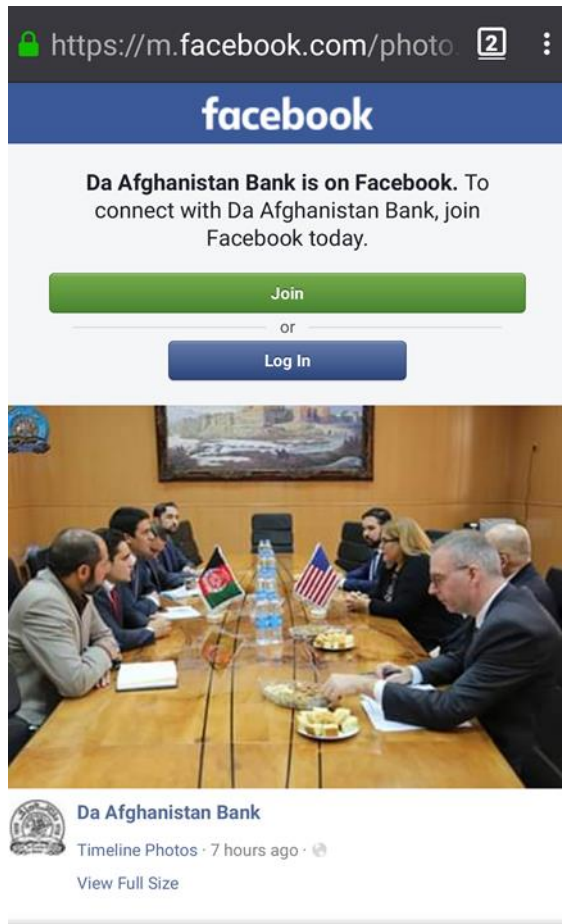 https://m.facebook.com/photo.
2
facebook
Da Afghanistan Bank is on Facebook. To
connect with Da Afghanistan Bank, join
Facebook today.
Join
or
Log In
Da Afghanistan Bank
Timeline Photos · 7 hours ago ·
View Full Size